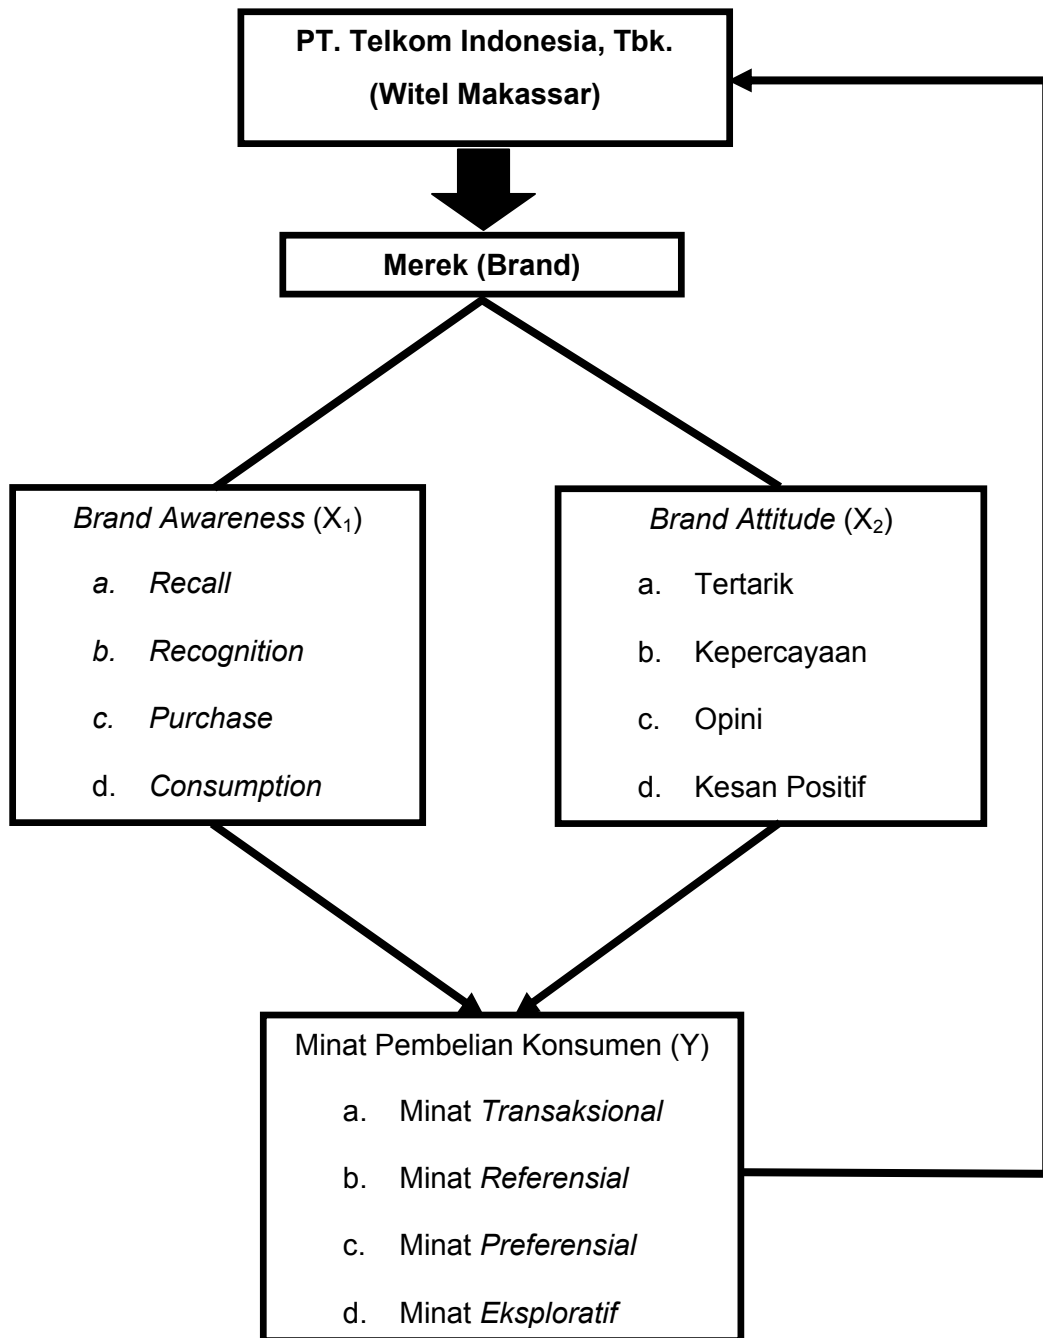 PT. Telkom Indonesia, Tbk.
(Witel Makassar)
Merek (Brand)
Brand Awareness (X₁)
a. Recall
b. Recognition
c. Purchase
d. Consumption
Brand Attitude (X₂)
a. Tertarik
b. Kepercayaan
c. Opini
d. Kesan Positif
Minat Pembelian Konsumen (Y)
a. Minat Transaksional
b. Minat Referensial
c. Minat Preferensial
d. Minat Eksploratif